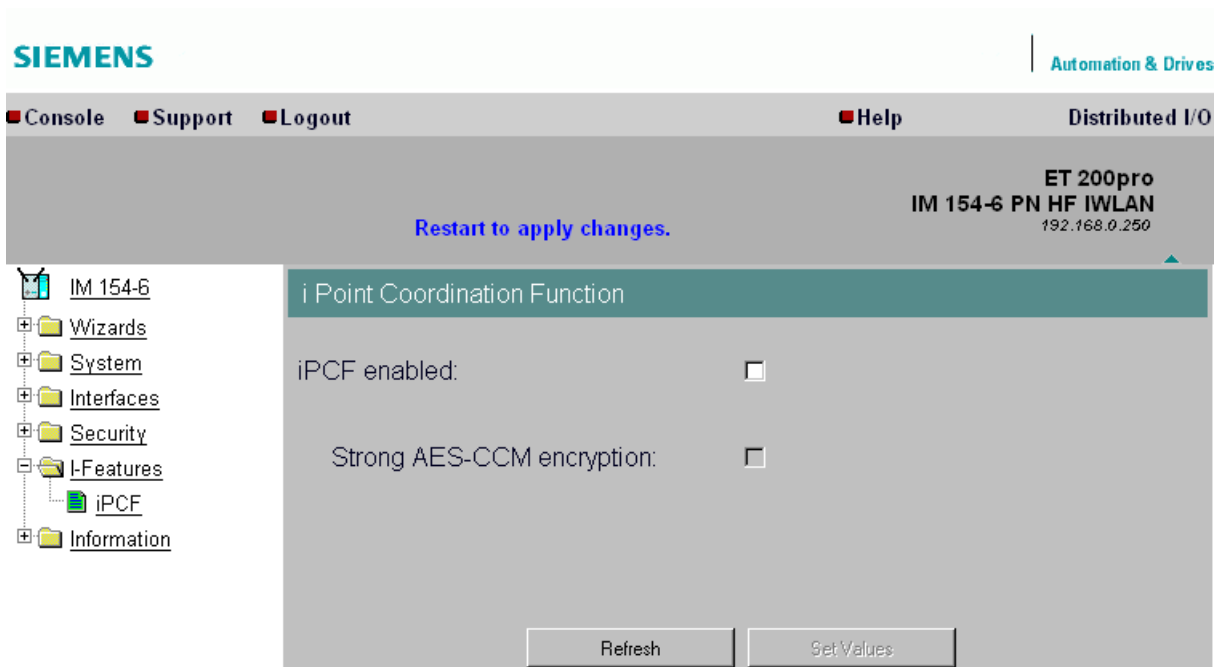 SIEMENS
Automation & Drives
Console Support Logout Help Distributed I/O
ET 200pro
IM 154-6 PN HF IWLAN
192.168.0.250
Restart to apply changes.
IM 154-6
Wizards
System
Interfaces
Security
I-Features
iPCF
Information
i Point Coordination Function
iPCF enabled:
Strong AES-CCM encryption:
Refresh Set Values